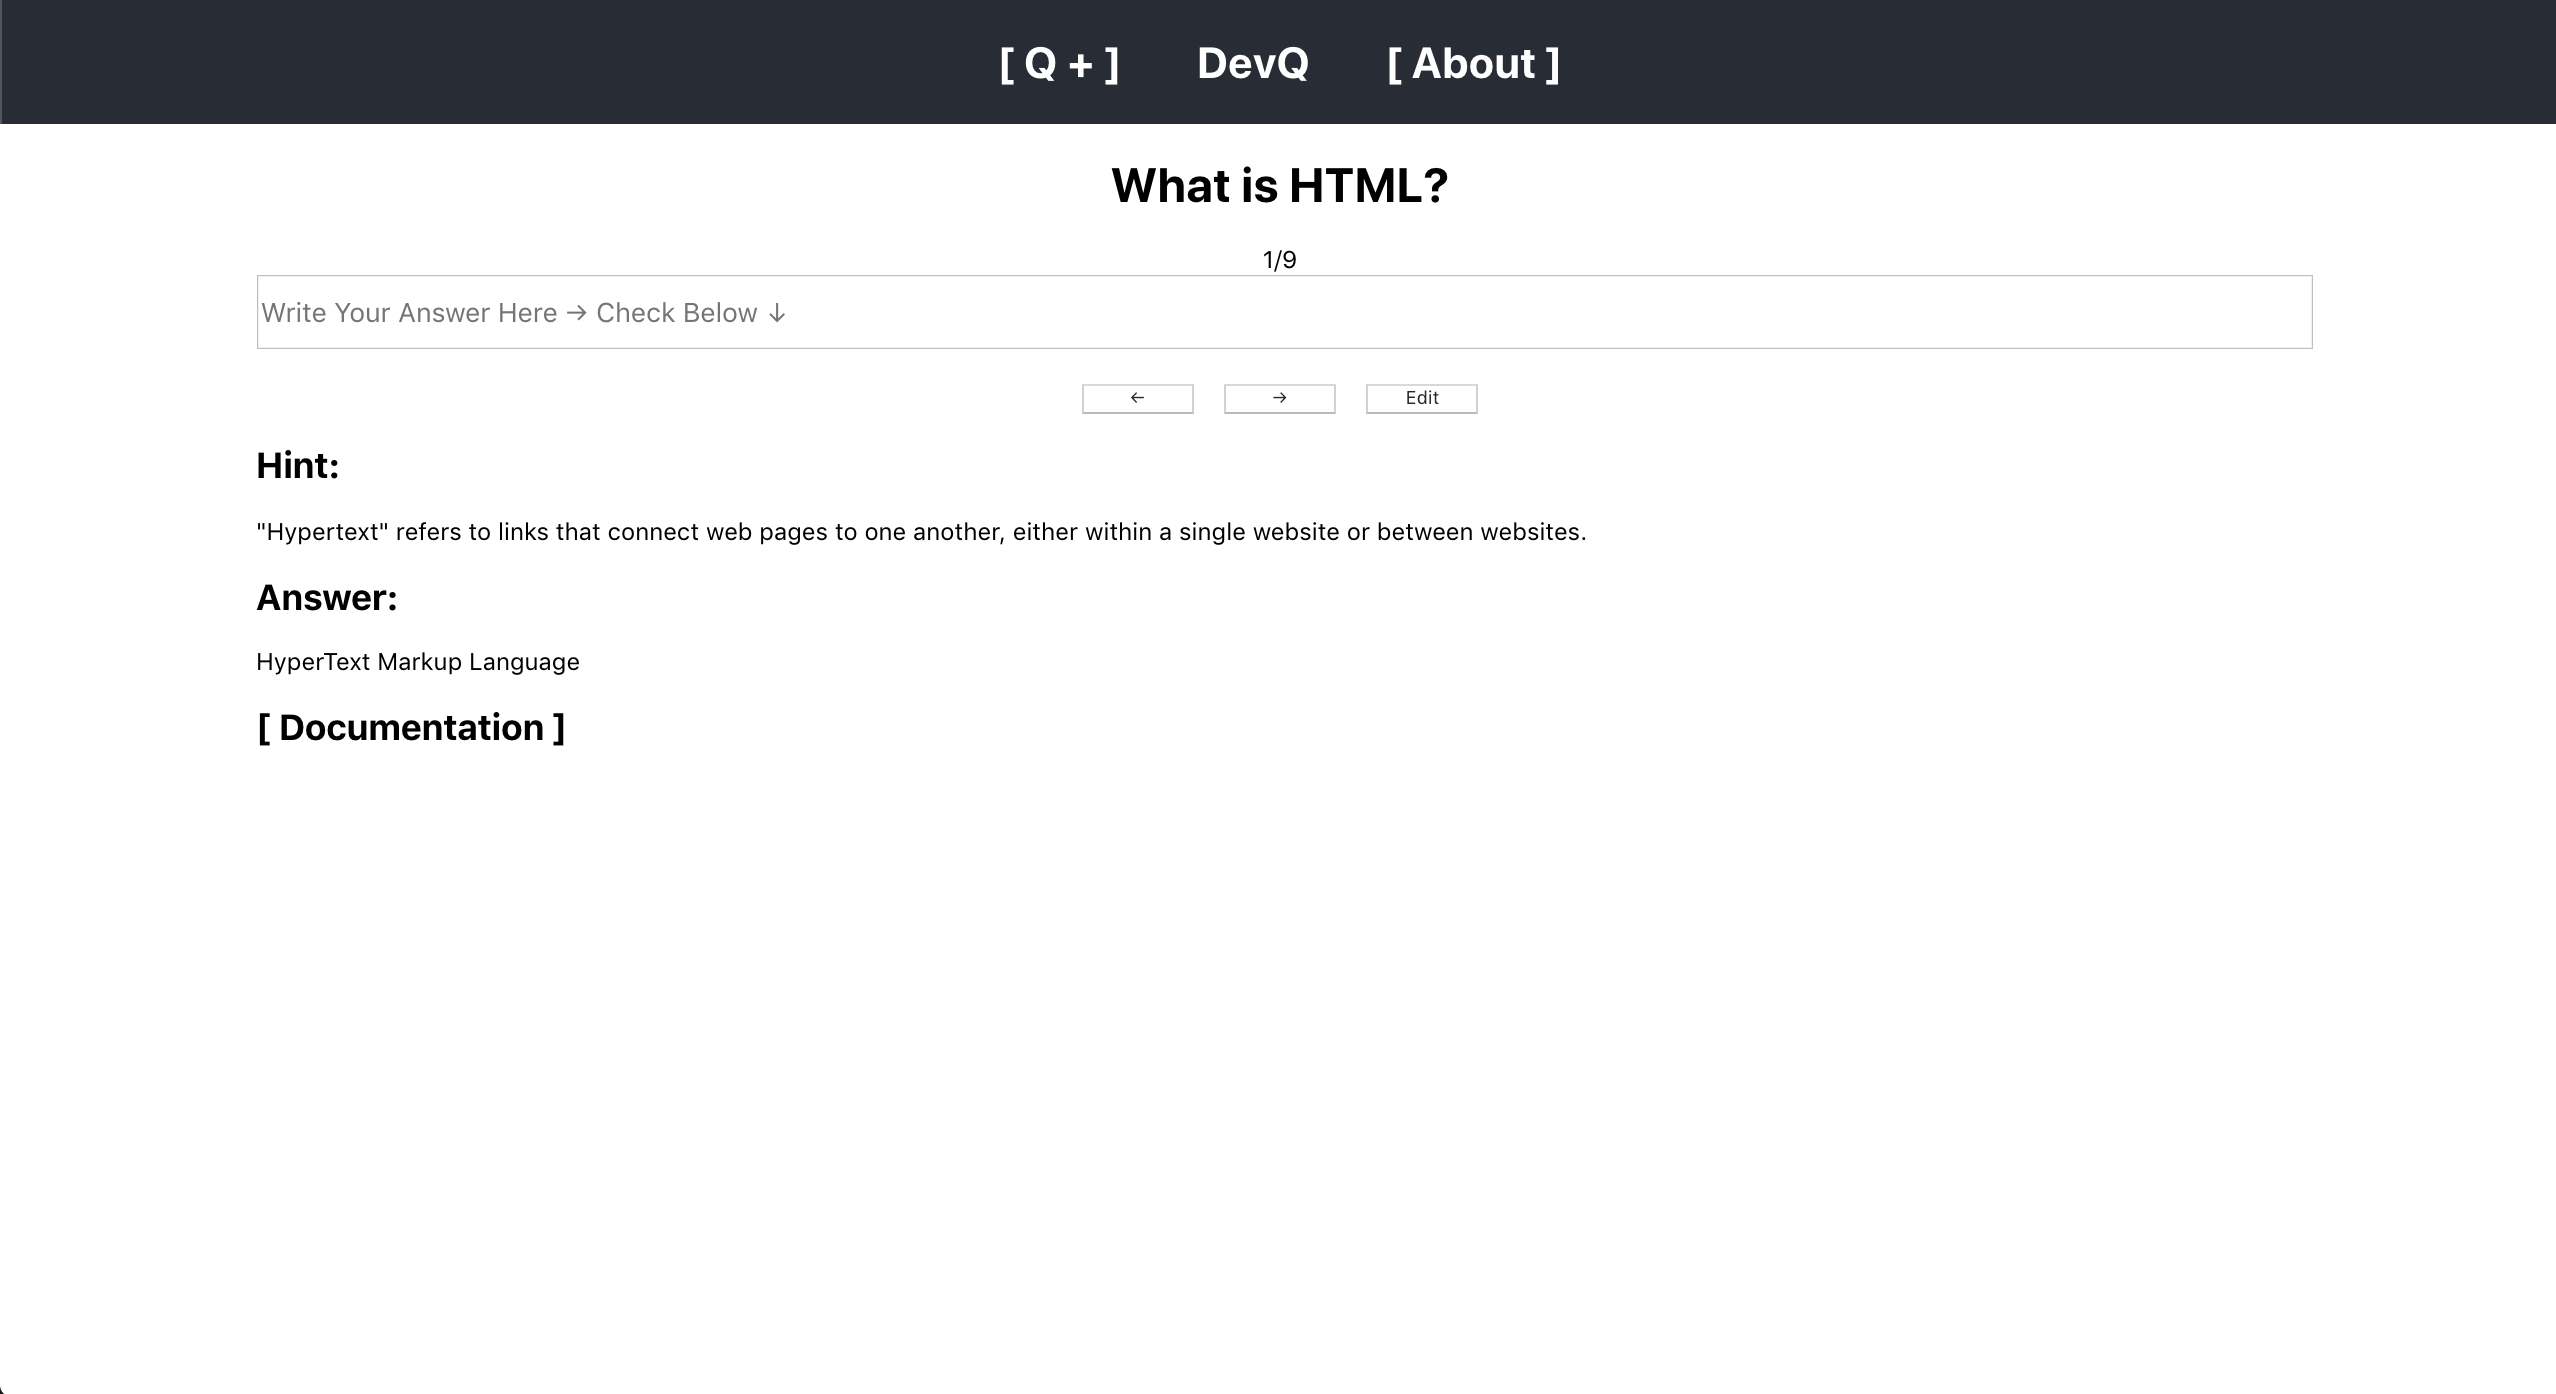 [ Q + ] DevQ [ About ]
What is HTML?
1/9
Write Your Answer Here → Check Below ↓
← → Edit
Hint:
"Hypertext" refers to links that connect web pages to one another, either within a single website or between websites.
Answer:
HyperText Markup Language
[ Documentation ]